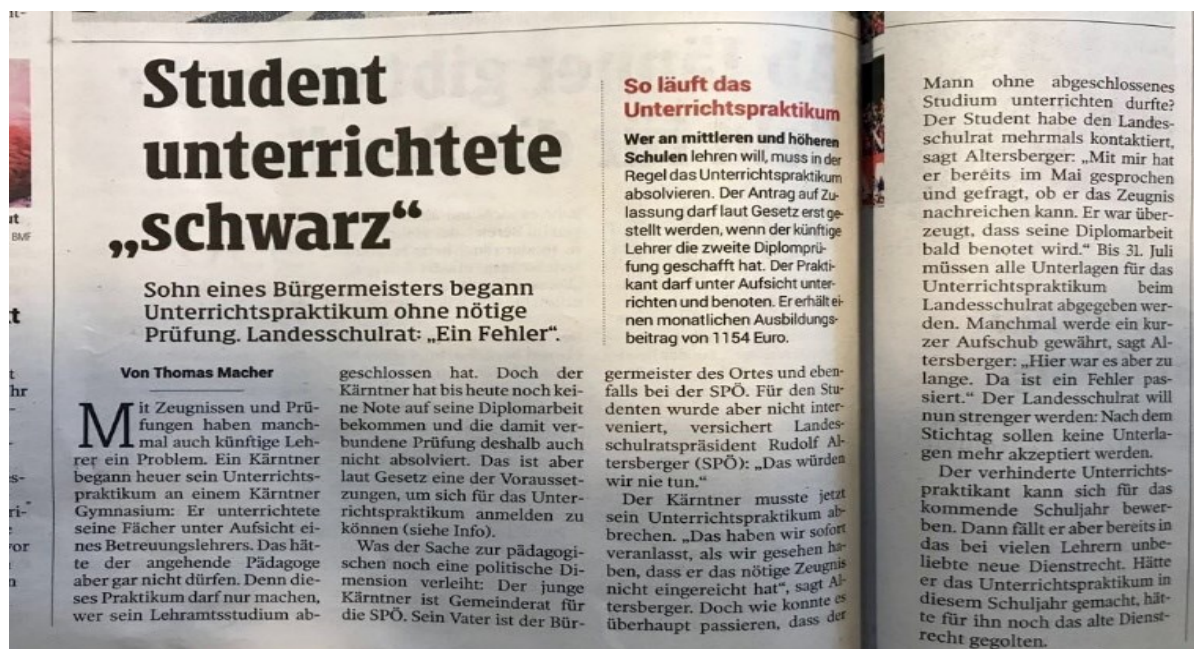 Student
unterrichtete
„schwarz“
Sohn eines Bürgermeisters begann
Unterrichtspraktikum ohne nötige
Prüfung. Landesschulrat: „Ein Fehler“.
Von Thomas Macher
Mit Zeugnissen und Prü-
fungen haben manch-
mal auch künftige Leh-
rer ein Problem. Ein Kärntner
begann heuer sein Unterrichts-
praktikum an einem Kärntner
Gymnasium: Er unterrichtete
seine Fächer unter Aufsicht ei-
nes Betreuungslehrers. Das hät-
te der angehende Pädagoge
aber gar nicht dürfen. Denn die-
ses Praktikum darf nur machen,
wer sein Lehramtsstudium ab-
geschlossen hat. Doch der
Kärntner hat bis heute noch kei-
ne Note auf seine Diplomarbeit
bekommen und die damit ver-
bundene Prüfung deshalb auch
nicht absolviert. Das ist aber
laut Gesetz eine der Vorausset-
zungen, um sich für das Unter-
richtspraktikum anmelden zu
können (siehe Info).
Was der Sache zur pädagogi-
schen noch eine politische Di-
mension verleiht: Der junge
Kärntner ist Gemeinderat für
die SPÖ. Sein Vater ist der Bür-
germeister des Ortes und eben-
falls bei der SPÖ. Für den Stu-
denten wurde aber nicht inter-
veniert, versichert Landes-
schulratspräsident Rudolf Al-
tersberger (SPÖ): „Das würden
wir nie tun.“
Der Kärntner musste jetzt
sein Unterrichtspraktikum ab-
brechen. „Das haben wir sofort
veranlasst, als wir gesehen ha-
ben, dass er das nötige Zeugnis
nicht eingereicht hat“, sagt Al-
tersberger. Doch wie konnte es
überhaupt passieren, dass der
Mann ohne abgeschlossenes
Studium unterrichten durfte?
Der Student habe den Landes-
schulrat mehrmals kontaktiert,
sagt Altersberger: „Mit mir hat
er bereits im Mai gesprochen
und gefragt, ob er das Zeugnis
nachreichen kann. Er war über-
zeugt, dass seine Diplomarbeit
bald benotet wird.“ Bis 31. Juli
müssen alle Unterlagen für das
Unterrichtspraktikum beim
Landesschulrat abgegeben wer-
den. Manchmal werde ein kur-
zer Aufschub gewährt, sagt Al-
tersberger: „Hier war es aber zu
lange. Da ist ein Fehler pas-
siert.“ Der Landesschulrat will
nun strenger werden: Nach dem
Stichtag sollen keine Unterla-
gen mehr akzeptiert werden.
Der verhinderte Unterrichts-
praktikant kann sich für das
kommende Schuljahr bewer-
ben. Dann fällt er aber bereits in
das bei vielen Lehrern unbe-
liebte neue Dienstrecht. Hätte
er das Unterrichtspraktikum in
diesem Schuljahr gemacht, hät-
te für ihn noch das alte Dienst-
recht gegolten.
So läuft das
Unterrichtspraktikum
Wer an mittleren und höheren
Schulen lehren will, muss in der
Regel das Unterrichtspraktikum
absolvieren. Der Antrag auf Zu-
lassung darf laut Gesetz erst ge-
stellt werden, wenn der künftige
Lehrer die zweite Diplomprü-
fung geschafft hat. Der Prakti-
kant darf unter Aufsicht unter-
richten und benoten. Er erhält ei-
nen monatlichen Ausbildungs-
beitrag von 1154 Euro.
BMF